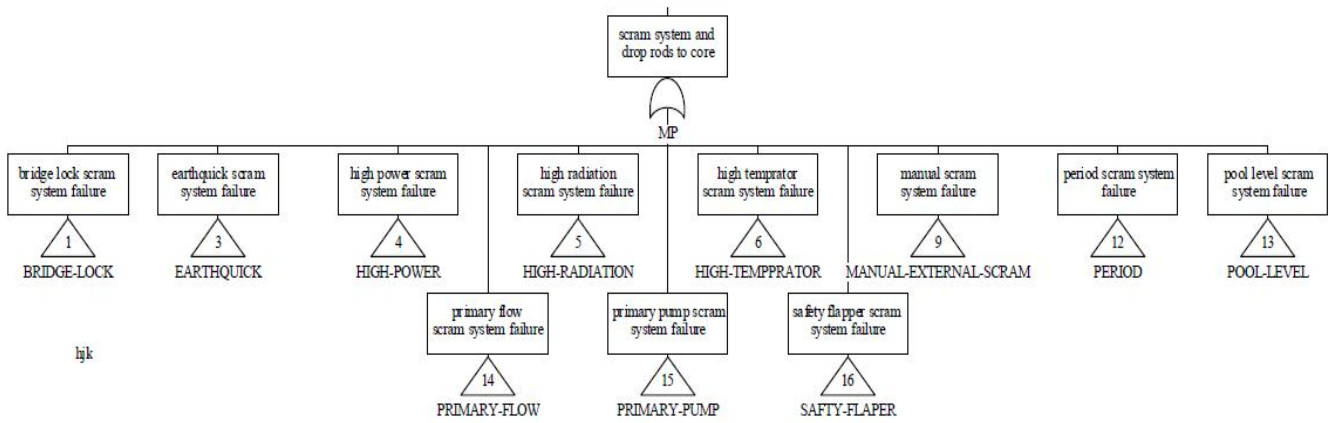 scram system and
drop rods to core
MP
bridge lock scram
system failure
1
BRIDGE-LOCK
earthquick scram
system failure
3
EARTHQUICK
high power scram
system failure
4
HIGH-POWER
high radiation
scram system failure
5
HIGH-RADIATION
high temprator
scram system failure
6
HIGH-TEMPPRATOR
manual scram
system failure
9
MANUAL-EXTERNAL-SCRAM
period scram system
failure
12
PERIOD
pool level scram
system failure
13
POOL-LEVEL
primary flow
scram system failure
14
PRIMARY-FLOW
primary pump scram
system failure
15
PRIMARY-PUMP
safety flapper scram
system failure
16
SAFTY-FLAPER
hjk